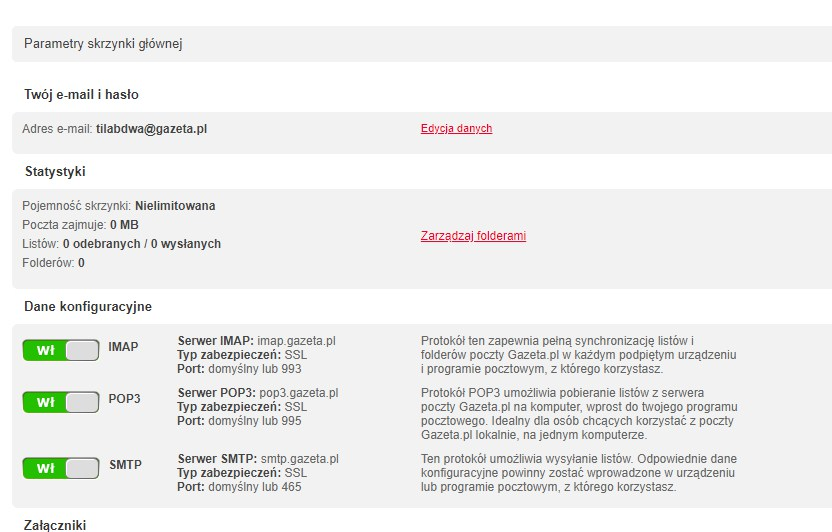 Parametry skrzynki głównej
Twój e-mail i hasło
Adres e-mail: tilabdwa@gazeta.pl
Edycja danych
Statystyki
Pojemność skrzynki: Nielimitowana
Poczta zajmuje: 0 MB
Listów: 0 odebranych / 0 wysłanych
Folderów: 0
Zarządzaj folderami
Dane konfiguracyjne
Wł IMAP
Serwer IMAP: imap.gazeta.pl
Typ zabezpieczeń: SSL
Port: domyślny lub 993
Protokół ten zapewnia pełną synchronizację listów i
folderów poczty Gazeta.pl w każdym podpiętym urządzeniu
i programie pocztowym, z którego korzystasz.
Wł POP3
Serwer POP3: pop3.gazeta.pl
Typ zabezpieczeń: SSL
Port: domyślny lub 995
Protokół POP3 umożliwia pobieranie listów z serwera
poczty Gazeta.pl na komputer, wprost do twojego programu
pocztowego. Idealny dla osób chcących korzystać z poczty
Gazeta.pl lokalnie, na jednym komputerze.
Wł SMTP
Serwer SMTP: smtp.gazeta.pl
Typ zabezpieczeń: SSL
Port: domyślny lub 465
Ten protokół umożliwia wysyłanie listów. Odpowiednie dane
konfiguracyjne powinny zostać wprowadzone w urządzeniu
lub programie pocztowym, z którego korzystasz.
Załączniki